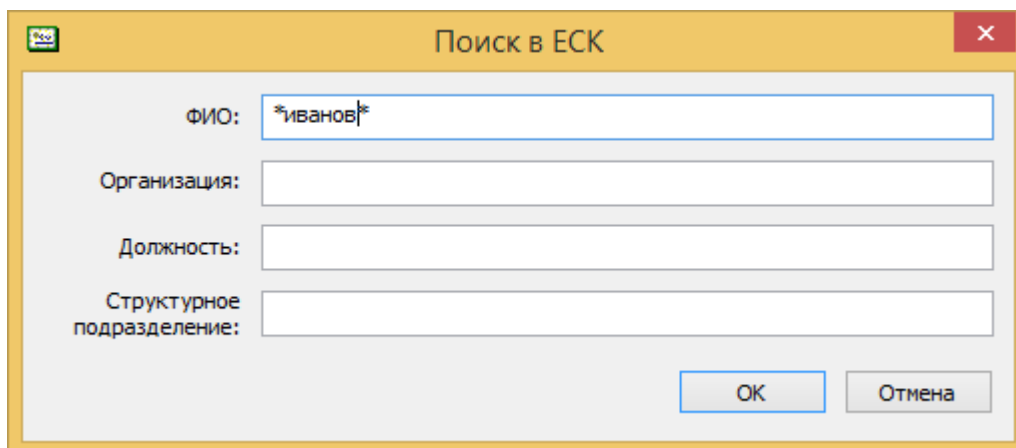 Поиск в ЕСК
ФИО: *иванов*
Организация:
Должность:
Структурное
подразделение:
ОК Отмена